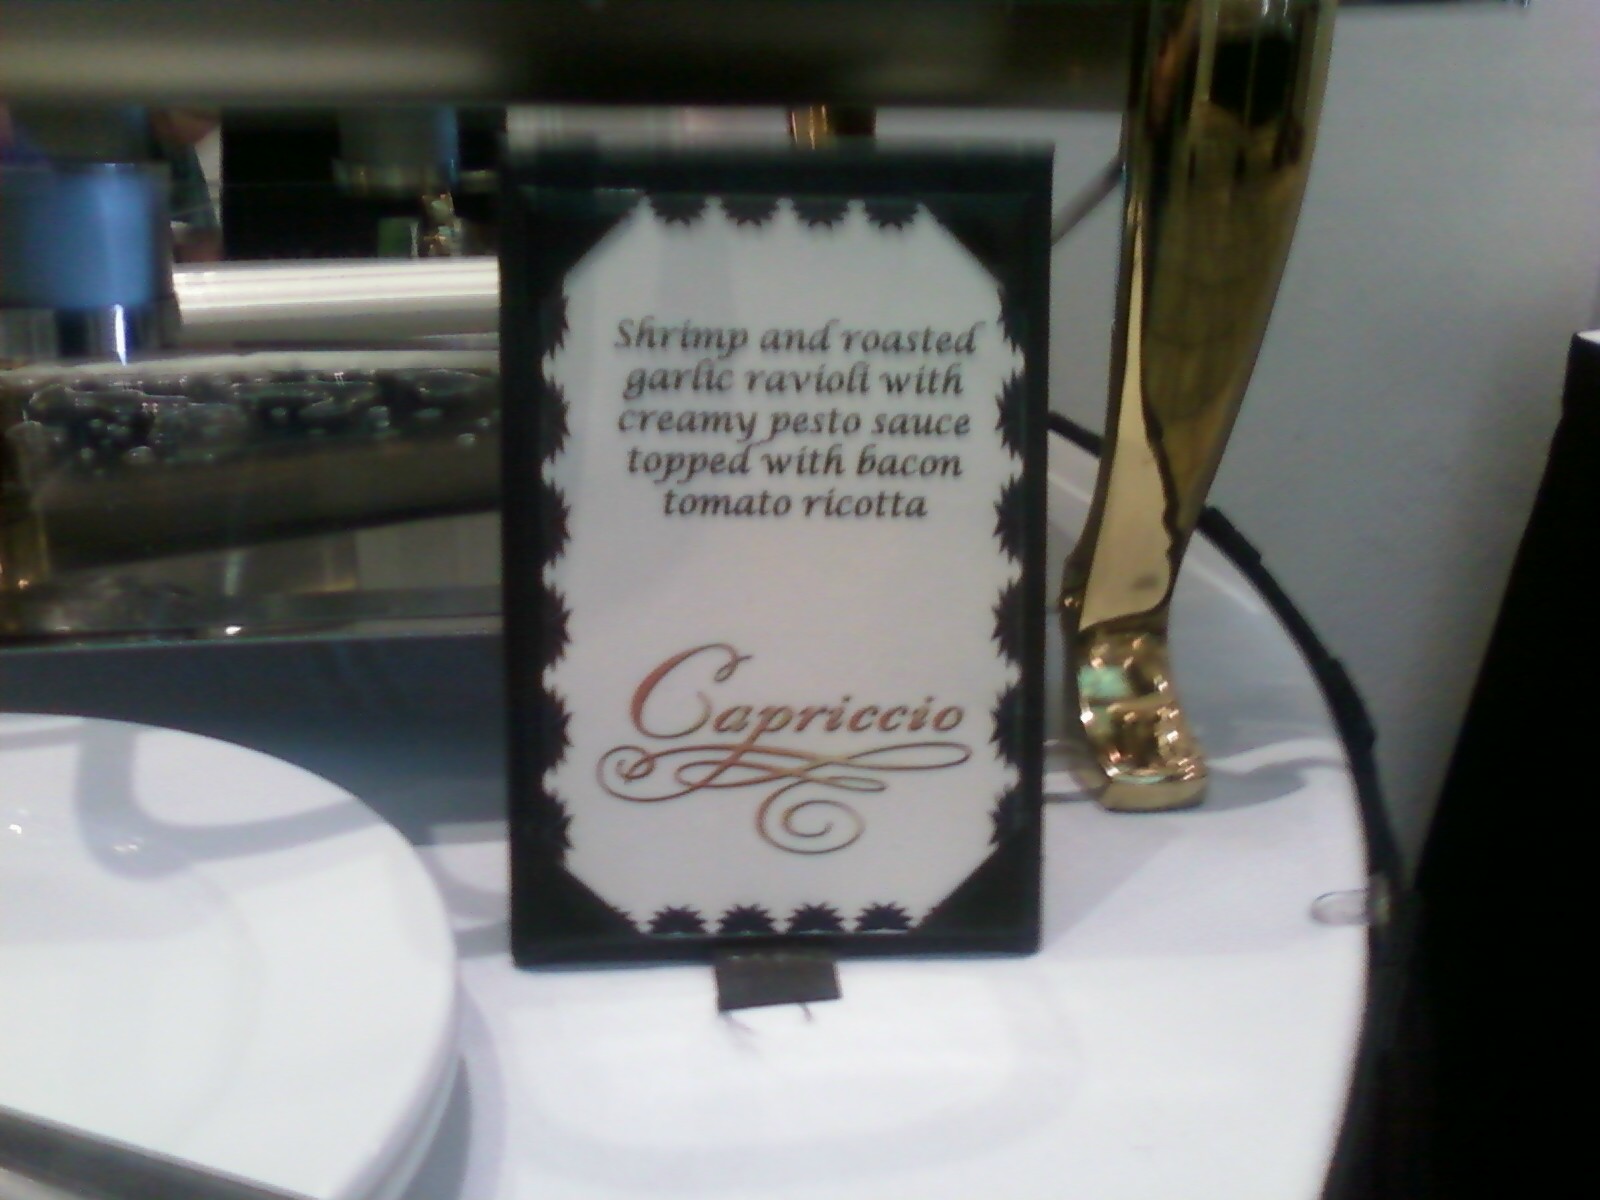 Shrimp and roasted
garlic ravioli with
creamy pesto sauce
topped with bacon
tomato ricotta
Capriccio